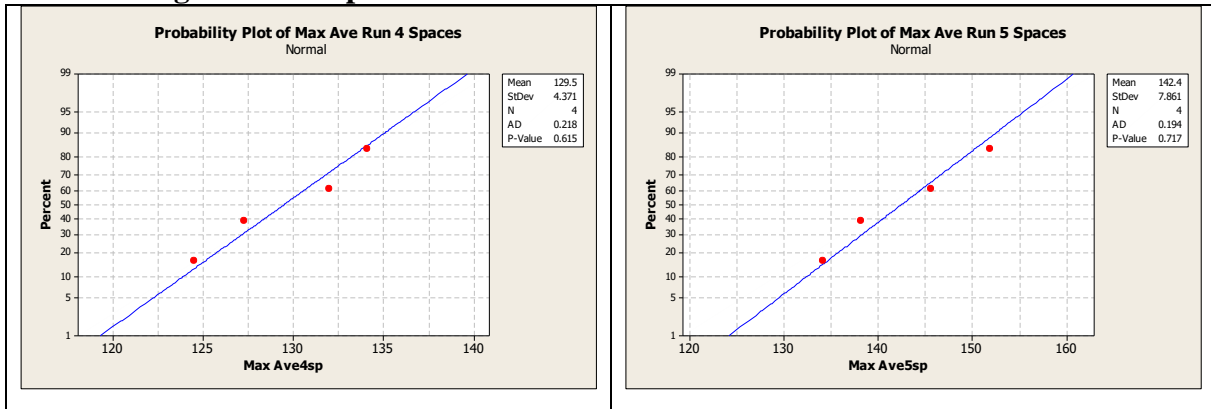 Probability Plot of Max Ave Run 4 Spaces
Normal
Mean 129.5
StDev 4.371
N 4
AD 0.218
P-Value 0.615
99
95
90
80
70
60
50
40
30
20
10
5
1
Percent
120 125 130 135 140
Max Ave4sp
Probability Plot of Max Ave Run 5 Spaces
Normal
Mean 142.4
StDev 7.861
N 4
AD 0.194
P-Value 0.717
99
95
90
80
70
60
50
40
30
20
10
5
1
Percent
120 130 140 150 160
Max Ave5sp